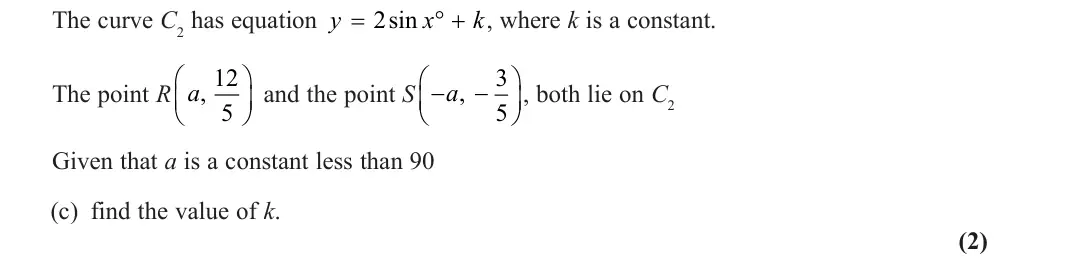 The curve C₂ has equation y = 2 sin x° + k, where k is a constant.
The point R(a, 12/5) and the point S(−a, −3/5), both lie on C₂
Given that a is a constant less than 90
(c) find the value of k.
(2)